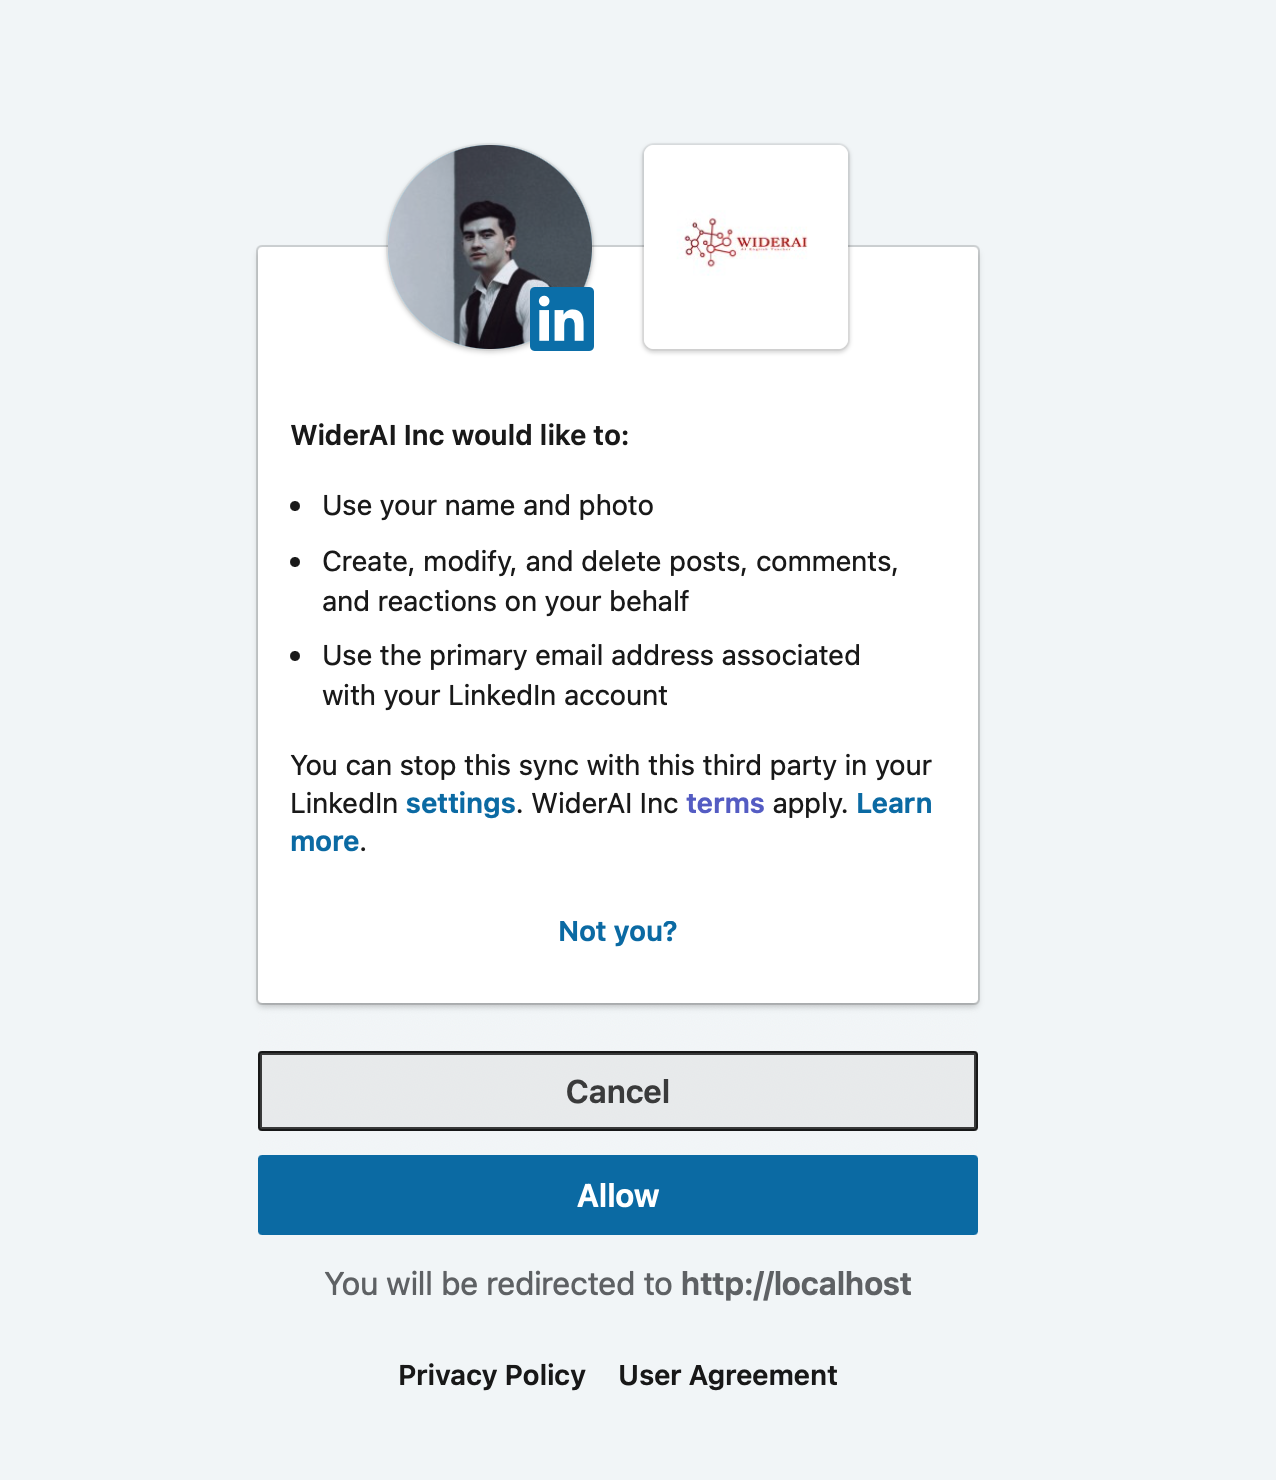 in
WIDERAI
WiderAI Inc would like to:
Use your name and photo
Create, modify, and delete posts, comments,
and reactions on your behalf
Use the primary email address associated
with your LinkedIn account
You can stop this sync with this third party in your
LinkedIn settings. WiderAI Inc terms apply. Learn
more.
Not you?
Cancel
Allow
You will be redirected to http://localhost
Privacy Policy User Agreement